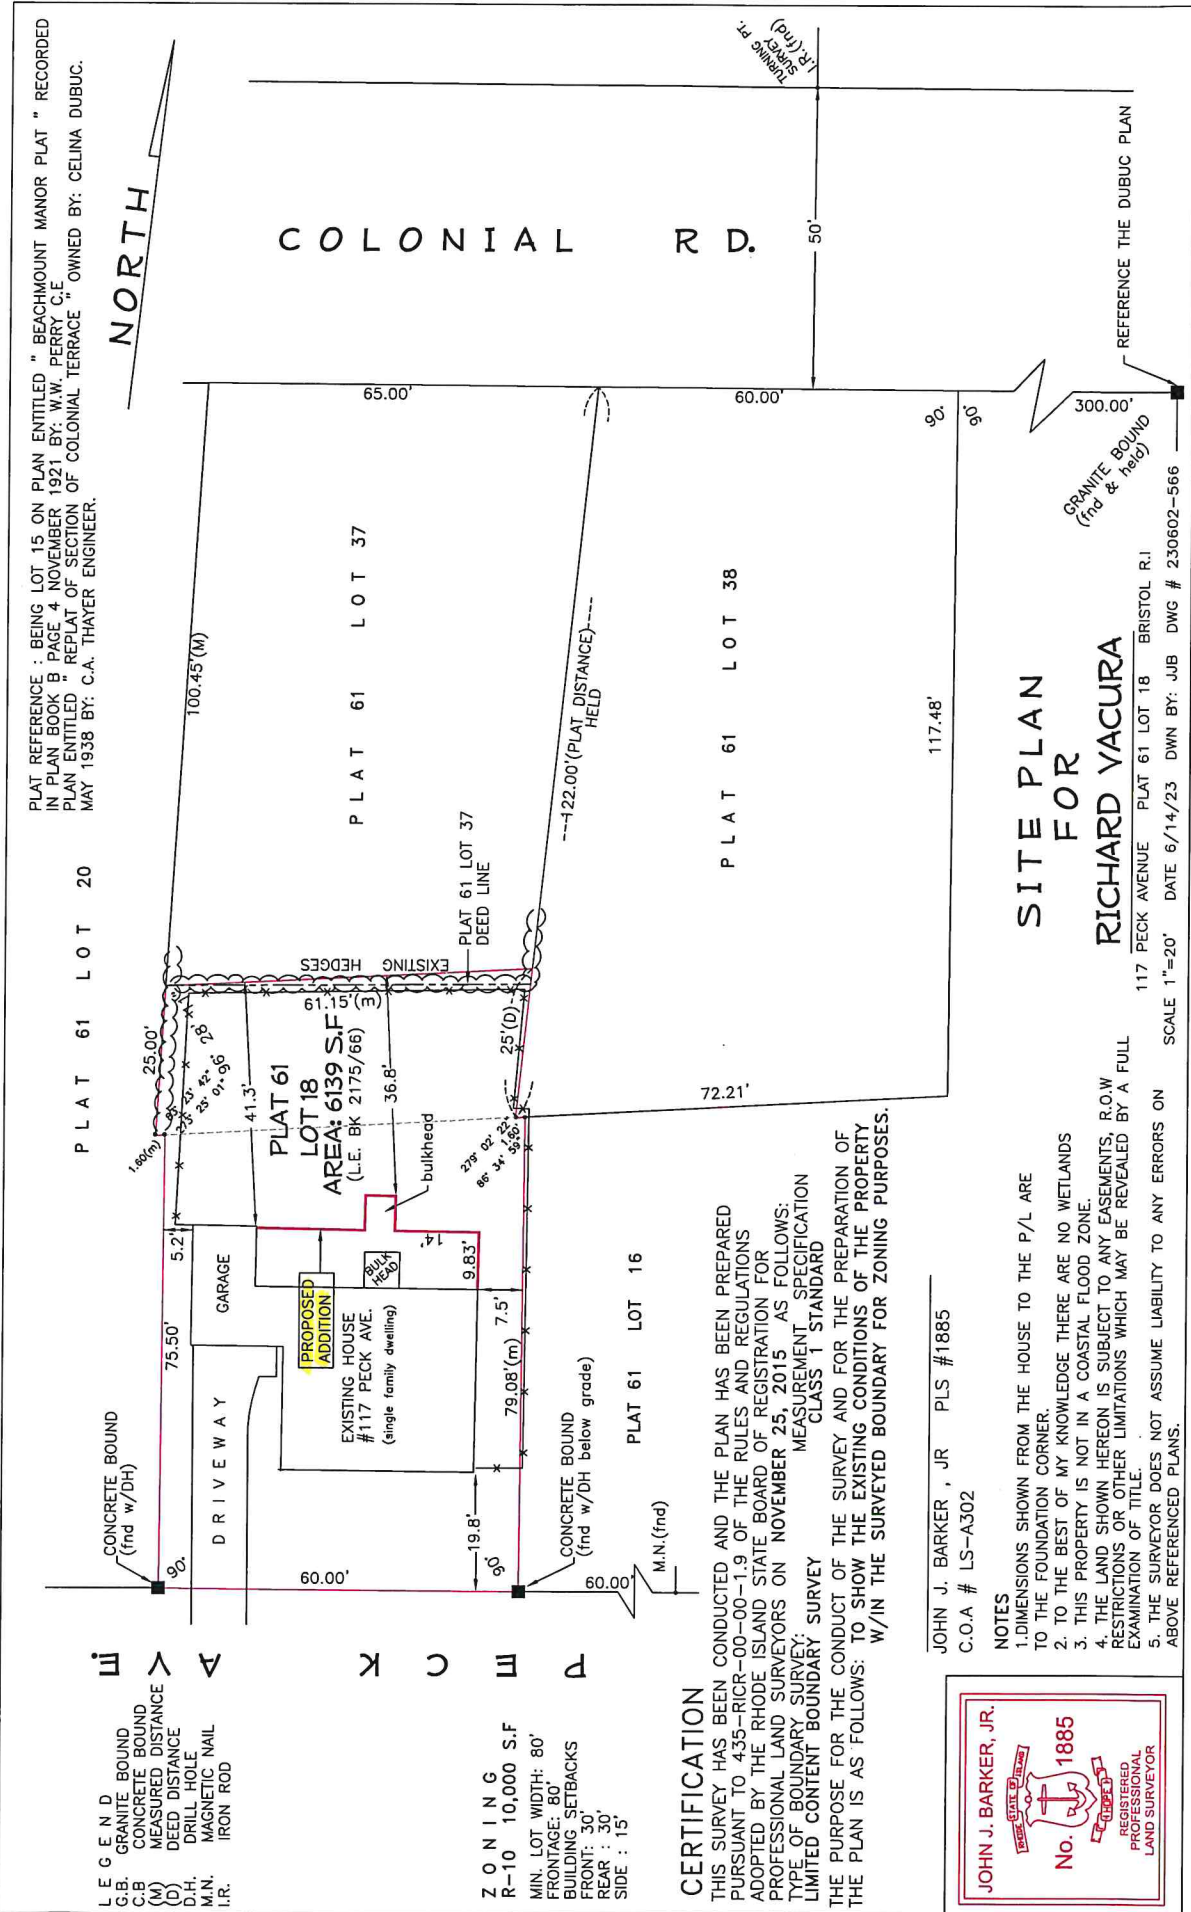 PLAT REFERENCE : BEING LOT 15 ON PLAN ENTITLED " BEACHMOUNT MANOR PLAT " RECORDED
IN PLAN BOOK B PAGE 4 NOVEMBER 1921 BY: W.W. PERRY C.E
PLAN ENTITLED " REPLAT OF SECTION OF COLONIAL TERRACE " OWNED BY: CELINA DUBUC.
MAY 1938 BY: C.A. THAYER ENGINEER.
NORTH
COLONIAL RD.
50'
TURNING PT.
SURVEY
I.R.(fnd)
PLAT 61 LOT 20
100.45'(M)
65.00'
PLAT 61 LOT 37
---122.00'(PLAT DISTANCE)----
HELD
60.00'
PLAT 61 LOT 38
117.48'
72.21'
90°
90°
300.00'
GRANITE BOUND
(fnd & held)
REFERENCE THE DUBUC PLAN
PLAT 61 LOT 37
DEED LINE
EXISTING HEDGES
25.00'
61.15'(m)
25'(D)
1.60(m)
41.3'
36.8'
PLAT 61
LOT 18
AREA: 6139 S.F
(L.E. BK 2175/66)
bulkhead
279° 02' 22"
86° 34' 59"
1.60'
5.2'
75.50'
GARAGE
PROPOSED
ADDITION
BULK
HEAD
14'
9.83'
7.5'
EXISTING HOUSE
#117 PECK AVE.
(single family dwelling)
79.08'(m)
DRIVEWAY
CONCRETE BOUND
(fnd w/DH)
90°
60.00'
90°
19.8'
CONCRETE BOUND
(fnd w/DH below grade)
60.00'
M.N.(fnd)
PLAT 61 LOT 16
PECK AVE.
LEGEND
G.B. GRANITE BOUND
C.B CONCRETE BOUND
(M) MEASURED DISTANCE
(D) DEED DISTANCE
D.H. DRILL HOLE
M.N. MAGNETIC NAIL
I.R. IRON ROD
ZONING
R-10 10,000 S.F
MIN. LOT WIDTH: 80'
FRONTAGE: 80'
BUILDING SETBACKS
FRONT: 30'
REAR : 30'
SIDE : 15'
CERTIFICATION
THIS SURVEY HAS BEEN CONDUCTED AND THE PLAN HAS BEEN PREPARED
PURSUANT TO 435-RICR-00-00-1.9 OF THE RULES AND REGULATIONS
ADOPTED BY THE RHODE ISLAND STATE BOARD OF REGISTRATION FOR
PROFESSIONAL LAND SURVEYORS ON NOVEMBER 25, 2015 AS FOLLOWS:
TYPE OF BOUNDARY SURVEY: MEASUREMENT SPECIFICATION
LIMITED CONTENT BOUNDARY SURVEY CLASS 1 STANDARD
THE PURPOSE FOR THE CONDUCT OF THE SURVEY AND FOR THE PREPARATION OF
THE PLAN IS AS FOLLOWS: TO SHOW THE EXISTING CONDITIONS OF THE PROPERTY
W/IN THE SURVEYED BOUNDARY FOR ZONING PURPOSES.
JOHN J. BARKER , JR PLS #1885
C.O.A # LS-A302
NOTES
1.DIMENSIONS SHOWN FROM THE HOUSE TO THE P/L ARE
TO THE FOUNDATION CORNER.
2. TO THE BEST OF MY KNOWLEDGE THERE ARE NO WETLANDS
3. THIS PROPERTY IS NOT IN A COASTAL FLOOD ZONE.
4. THE LAND SHOWN HEREON IS SUBJECT TO ANY EASEMENTS, R.O.W
RESTRICTIONS OR OTHER LIMITATIONS WHICH MAY BE REVEALED BY A FULL
EXAMINATION OF TITLE.
5. THE SURVEYOR DOES NOT ASSUME LIABILITY TO ANY ERRORS ON
ABOVE REFERENCED PLANS.
SITE PLAN
FOR
RICHARD VACURA
117 PECK AVENUE PLAT 61 LOT 18 BRISTOL R.I
SCALE 1"=20' DATE 6/14/23 DWN BY: JJB DWG # 230602-566
JOHN J. BARKER, JR.
RHODE STATE OF ISLAND
HOPE
No. 1885
REGISTERED
PROFESSIONAL
LAND SURVEYOR